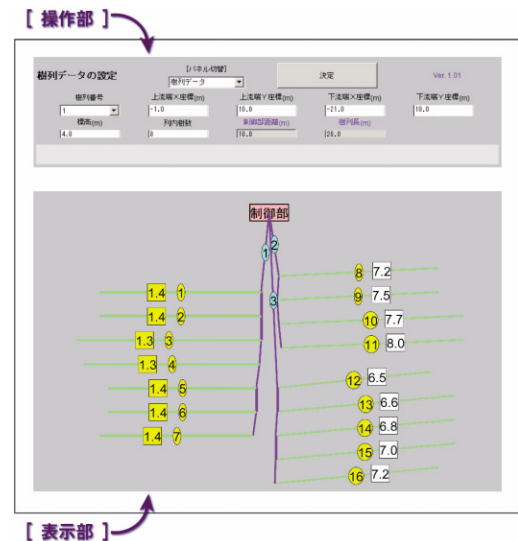 [ 操作部 ]
[パネル切替]
樹列データの設定 樹列データ 決定 Ver. 1.01
樹列番号 上流端X座標(m) 上流端Y座標(m) 下流端X座標(m) 下流端Y座標(m)
1 -1.0 10.0 -21.0 10.0
標高(m) 列内樹数 制御部距離(m) 樹列長(m)
4.0 8 10.0 20.0
制御部
1 2
8 7.2
1.4 1 3 9 7.5
1.4 2 10 7.7
1.3 3 11 8.0
1.3 4 12 6.5
1.4 5 13 6.6
1.4 6 14 6.8
1.4 7 15 7.0
16 7.2
[ 表示部 ]